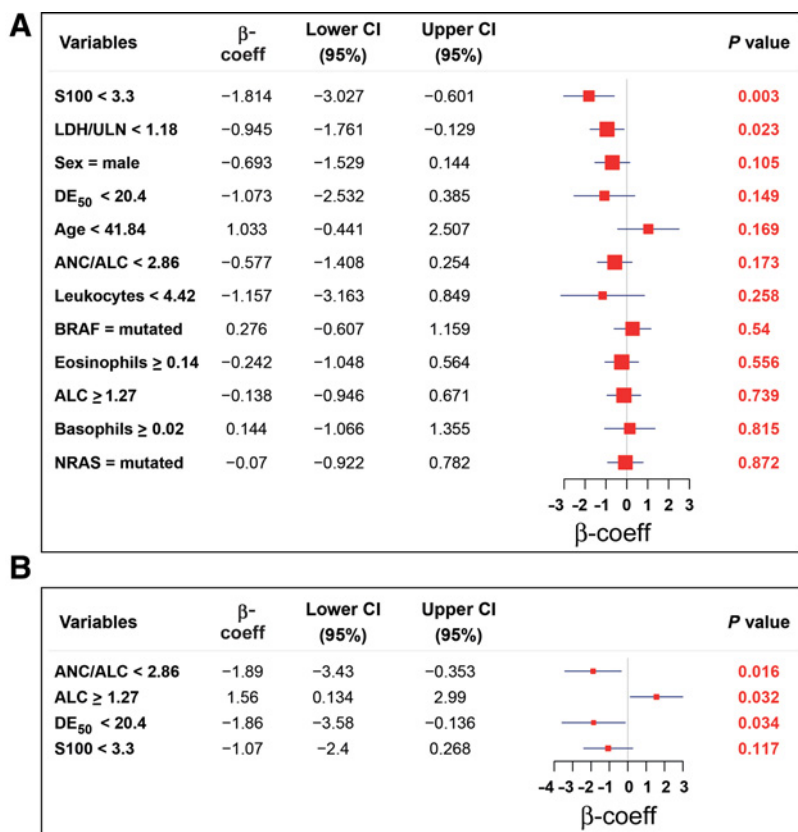 A
Variables β-coeff Lower CI (95%) Upper CI (95%) P value
S100 < 3.3 −1.814 −3.027 −0.601 0.003
LDH/ULN < 1.18 −0.945 −1.761 −0.129 0.023
Sex = male −0.693 −1.529 0.144 0.105
DE50 < 20.4 −1.073 −2.532 0.385 0.149
Age < 41.84 1.033 −0.441 2.507 0.169
ANC/ALC < 2.86 −0.577 −1.408 0.254 0.173
Leukocytes < 4.42 −1.157 −3.163 0.849 0.258
BRAF = mutated 0.276 −0.607 1.159 0.54
Eosinophils ≥ 0.14 −0.242 −1.048 0.564 0.556
ALC ≥ 1.27 −0.138 −0.946 0.671 0.739
Basophils ≥ 0.02 0.144 −1.066 1.355 0.815
NRAS = mutated −0.07 −0.922 0.782 0.872
-3 -2 -1 0 1 2 3
β-coeff
B
Variables β-coeff Lower CI (95%) Upper CI (95%) P value
ANC/ALC < 2.86 −1.89 −3.43 −0.353 0.016
ALC ≥ 1.27 1.56 0.134 2.99 0.032
DE50 < 20.4 −1.86 −3.58 −0.136 0.034
S100 < 3.3 −1.07 −2.4 0.268 0.117
-4 -3 -2 -1 0 1 2 3
β-coeff